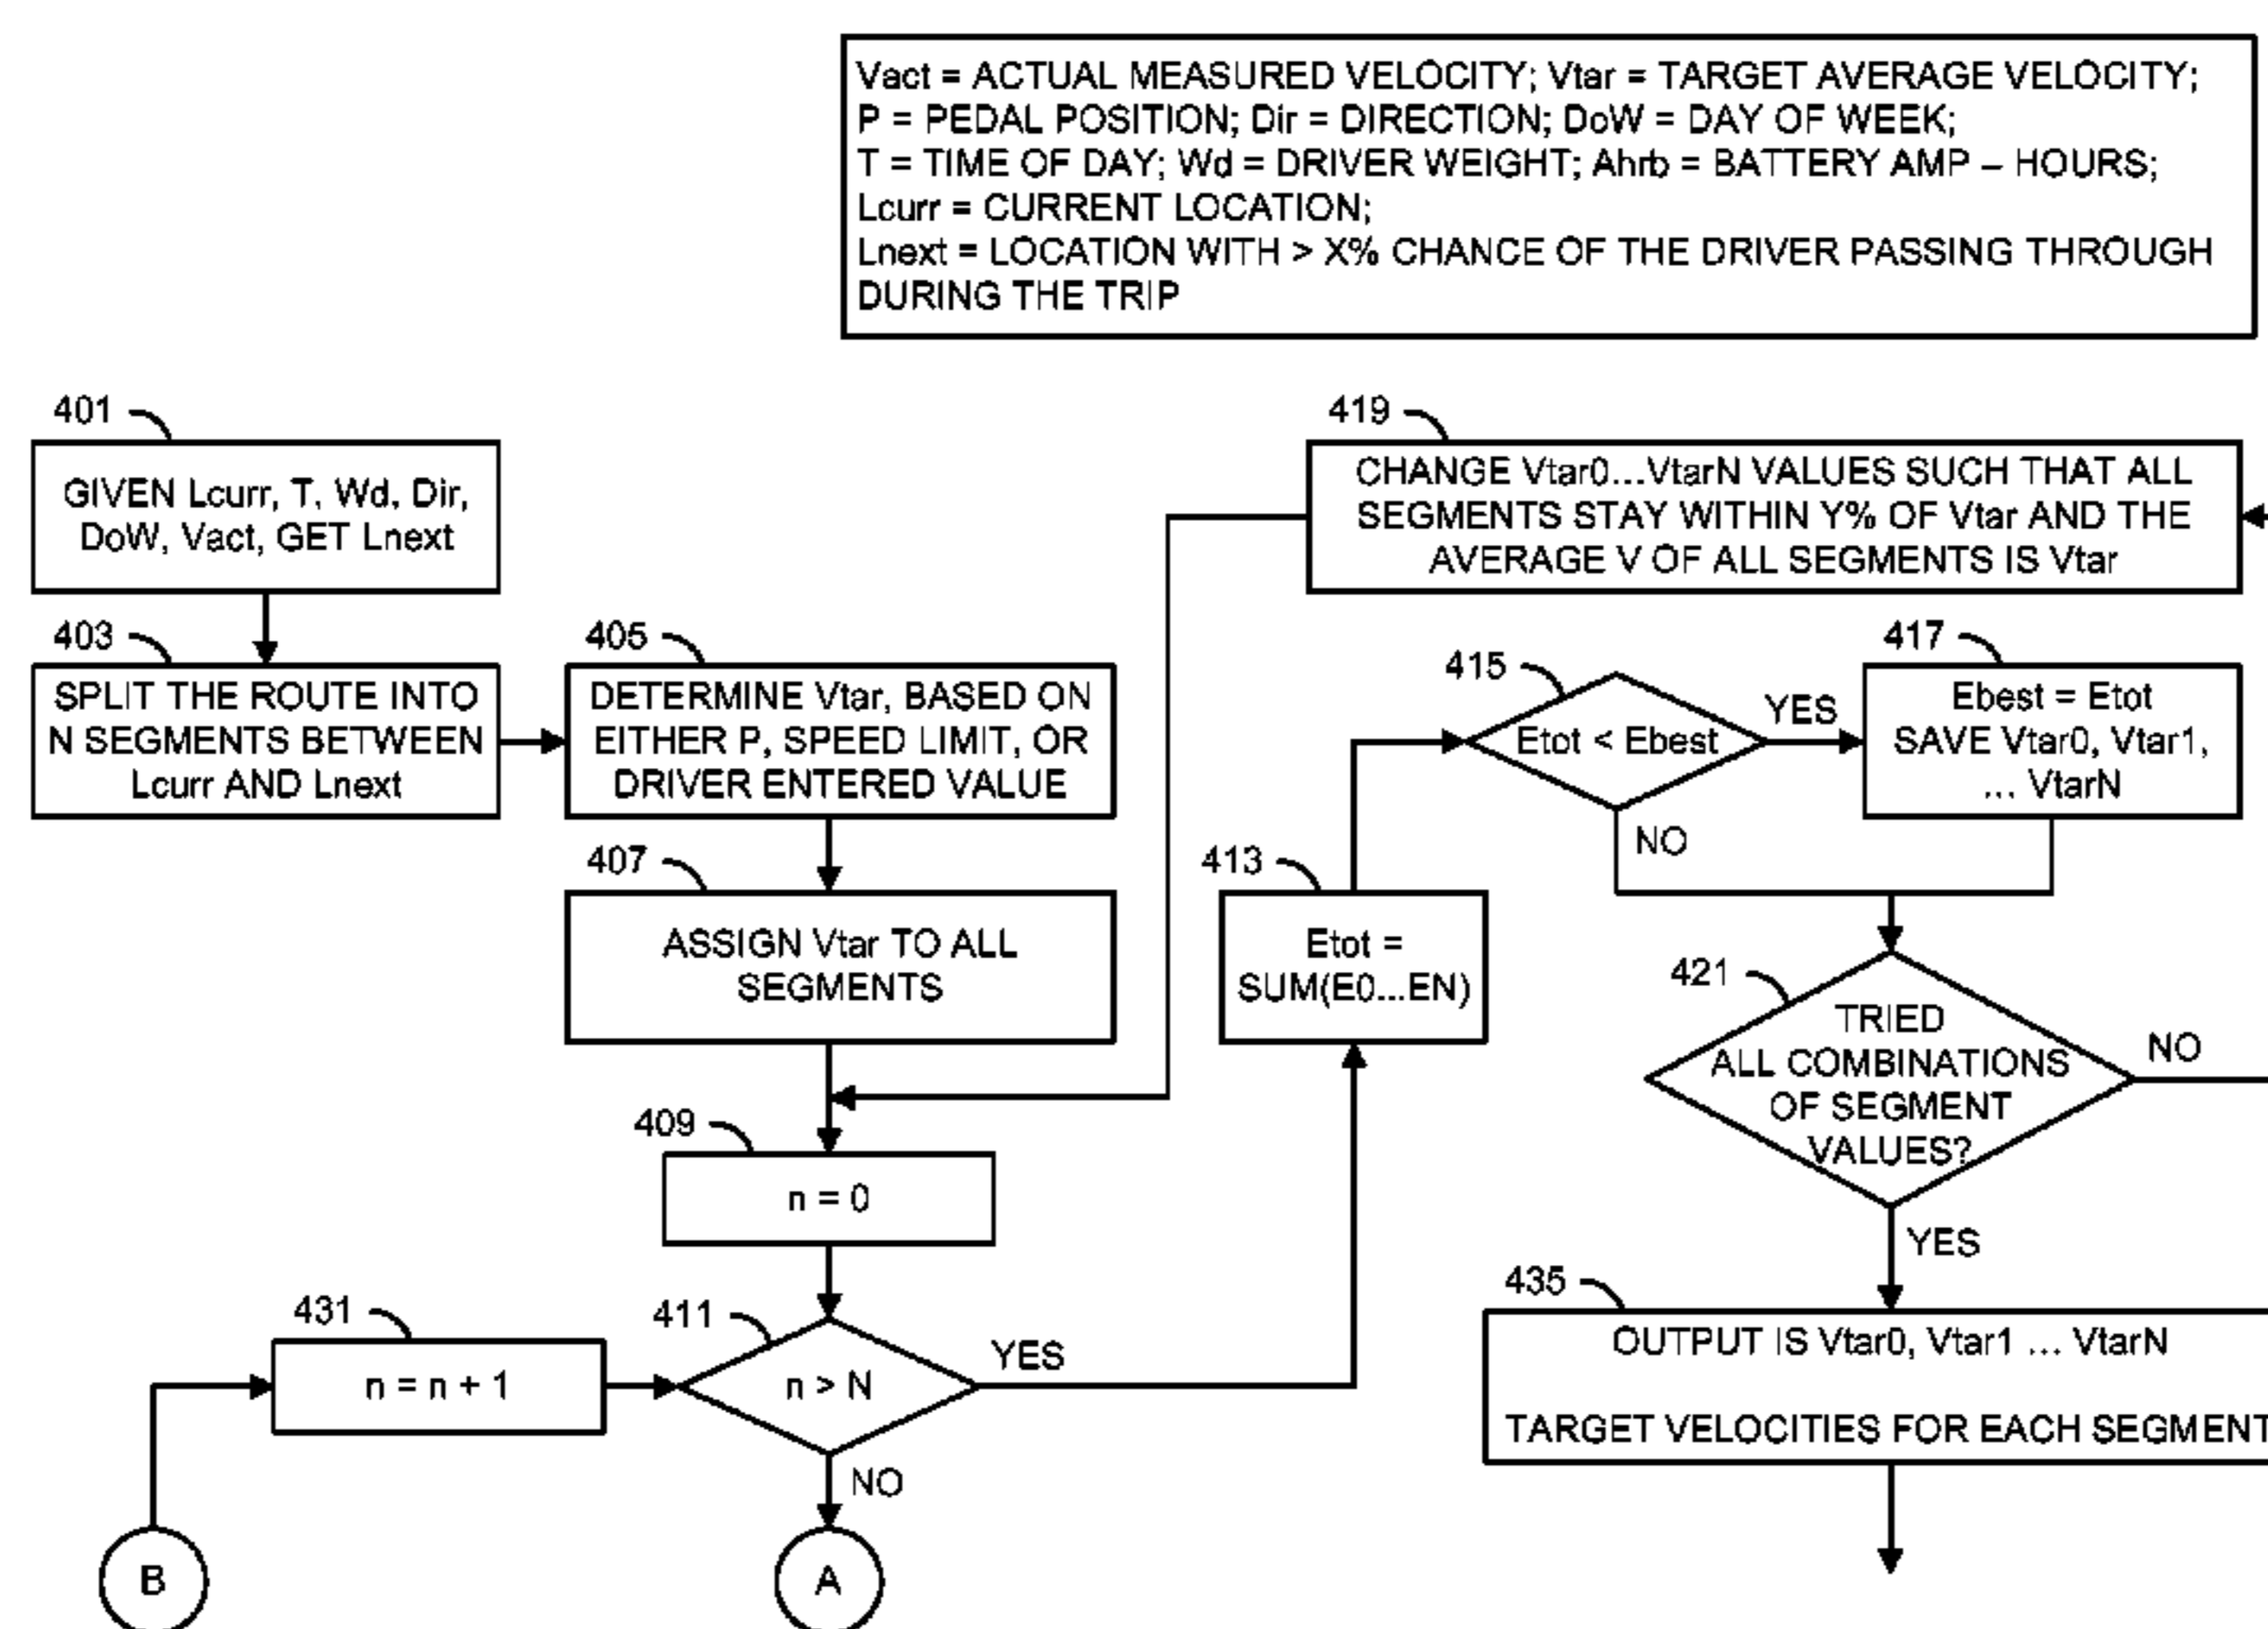 Vact = ACTUAL MEASURED VELOCITY; Vtar = TARGET AVERAGE VELOCITY;
P = PEDAL POSITION; Dir = DIRECTION; DoW = DAY OF WEEK;
T = TIME OF DAY; Wd = DRIVER WEIGHT; Ahrb = BATTERY AMP – HOURS;
Lcurr = CURRENT LOCATION;
Lnext = LOCATION WITH > X% CHANCE OF THE DRIVER PASSING THROUGH
DURING THE TRIP
401
GIVEN Lcurr, T, Wd, Dir,
DoW, Vact, GET Lnext
403
SPLIT THE ROUTE INTO
N SEGMENTS BETWEEN
Lcurr AND Lnext
405
DETERMINE Vtar, BASED ON
EITHER P, SPEED LIMIT, OR
DRIVER ENTERED VALUE
407
ASSIGN Vtar TO ALL
SEGMENTS
409
n = 0
431
n = n + 1
411
n > N
YES
NO
B
A
413
Etot =
SUM(E0...EN)
415
Etot < Ebest
YES
NO
417
Ebest = Etot
SAVE Vtar0, Vtar1,
... VtarN
419
CHANGE Vtar0...VtarN VALUES SUCH THAT ALL
SEGMENTS STAY WITHIN Y% OF Vtar AND THE
AVERAGE V OF ALL SEGMENTS IS Vtar
421
TRIED
ALL COMBINATIONS
OF SEGMENT
VALUES?
NO
YES
435
OUTPUT IS Vtar0, Vtar1 ... VtarN
TARGET VELOCITIES FOR EACH SEGMENT